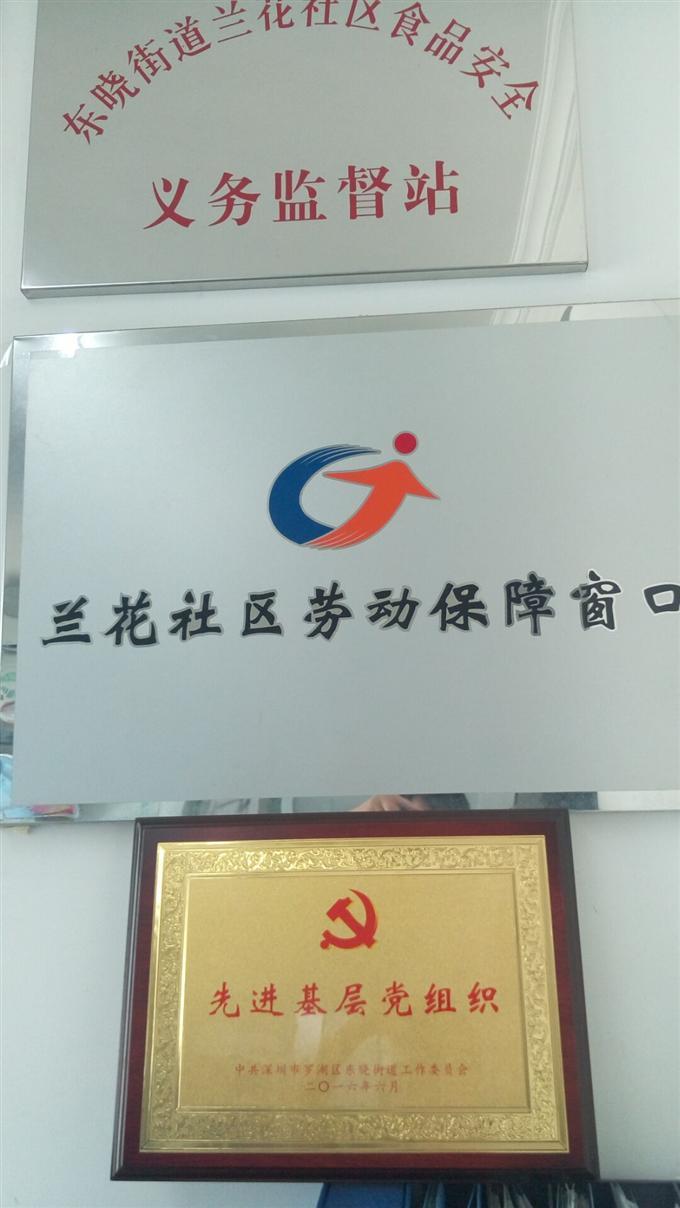 东晓街道兰花社区食品安全
义务监督站
兰花社区劳动保障窗口
先进基层党组织
中共深圳市罗湖区东晓街道工作委员会
二〇一六年六月